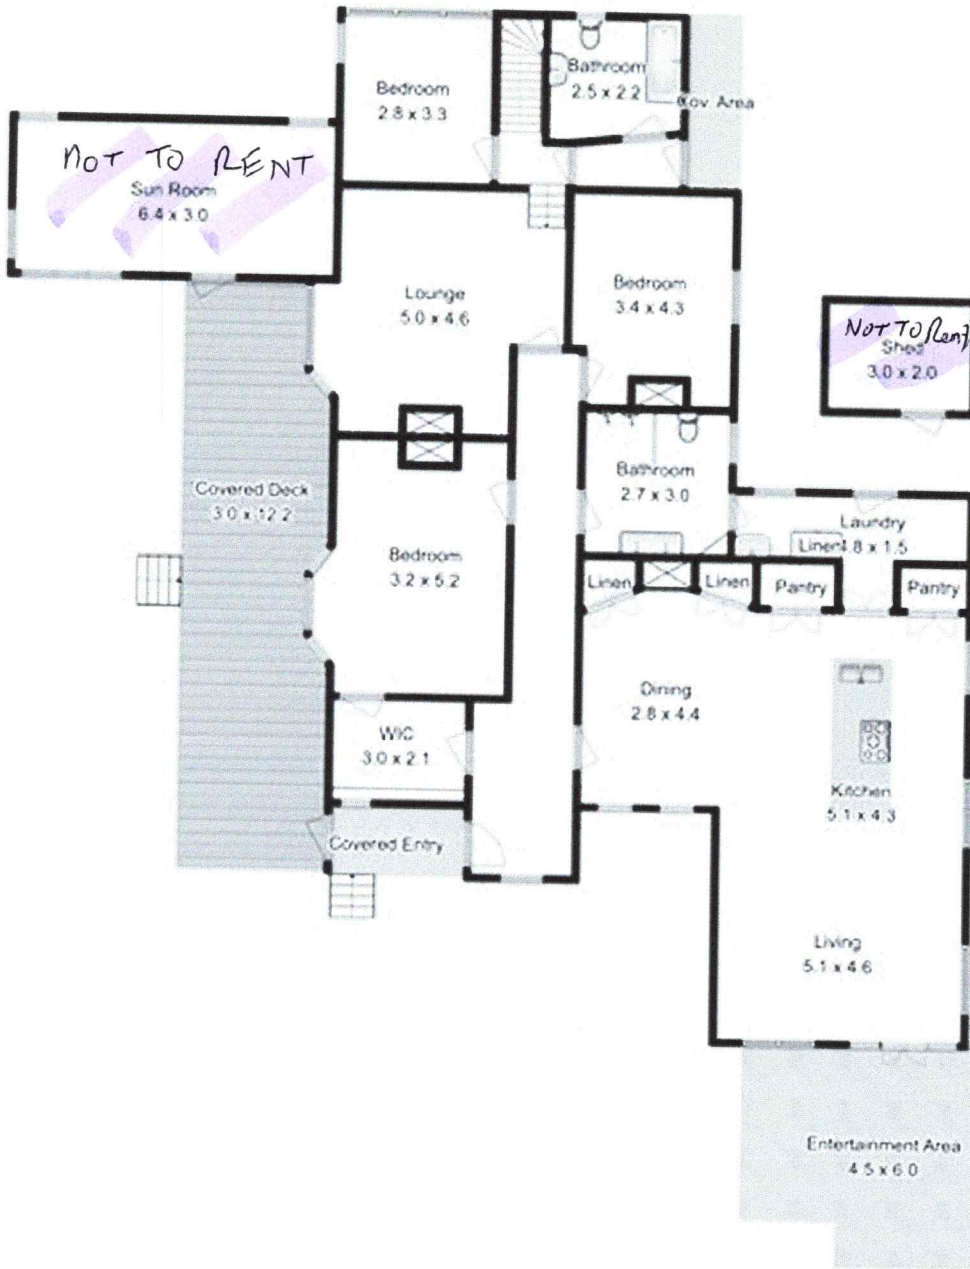 Bedroom
2.8 x 3.3
Bathroom
2.5 x 2.2
Cov. Area
NOT TO RENT
Sun Room
6.4 x 3.0
Lounge
5.0 x 4.6
Bedroom
3.4 x 4.3
NOT TO Rent
Shed
3.0 x 2.0
Covered Deck
3.0 x 12.2
Bathroom
2.7 x 3.0
Laundry
Linen
4.8 x 1.5
Bedroom
3.2 x 5.2
Linen
Linen
Pantry
Pantry
Dining
2.8 x 4.4
WIC
3.0 x 2.1
Kitchen
5.1 x 4.3
Covered Entry
Living
5.1 x 4.6
Entertainment Area
4.5 x 6.0